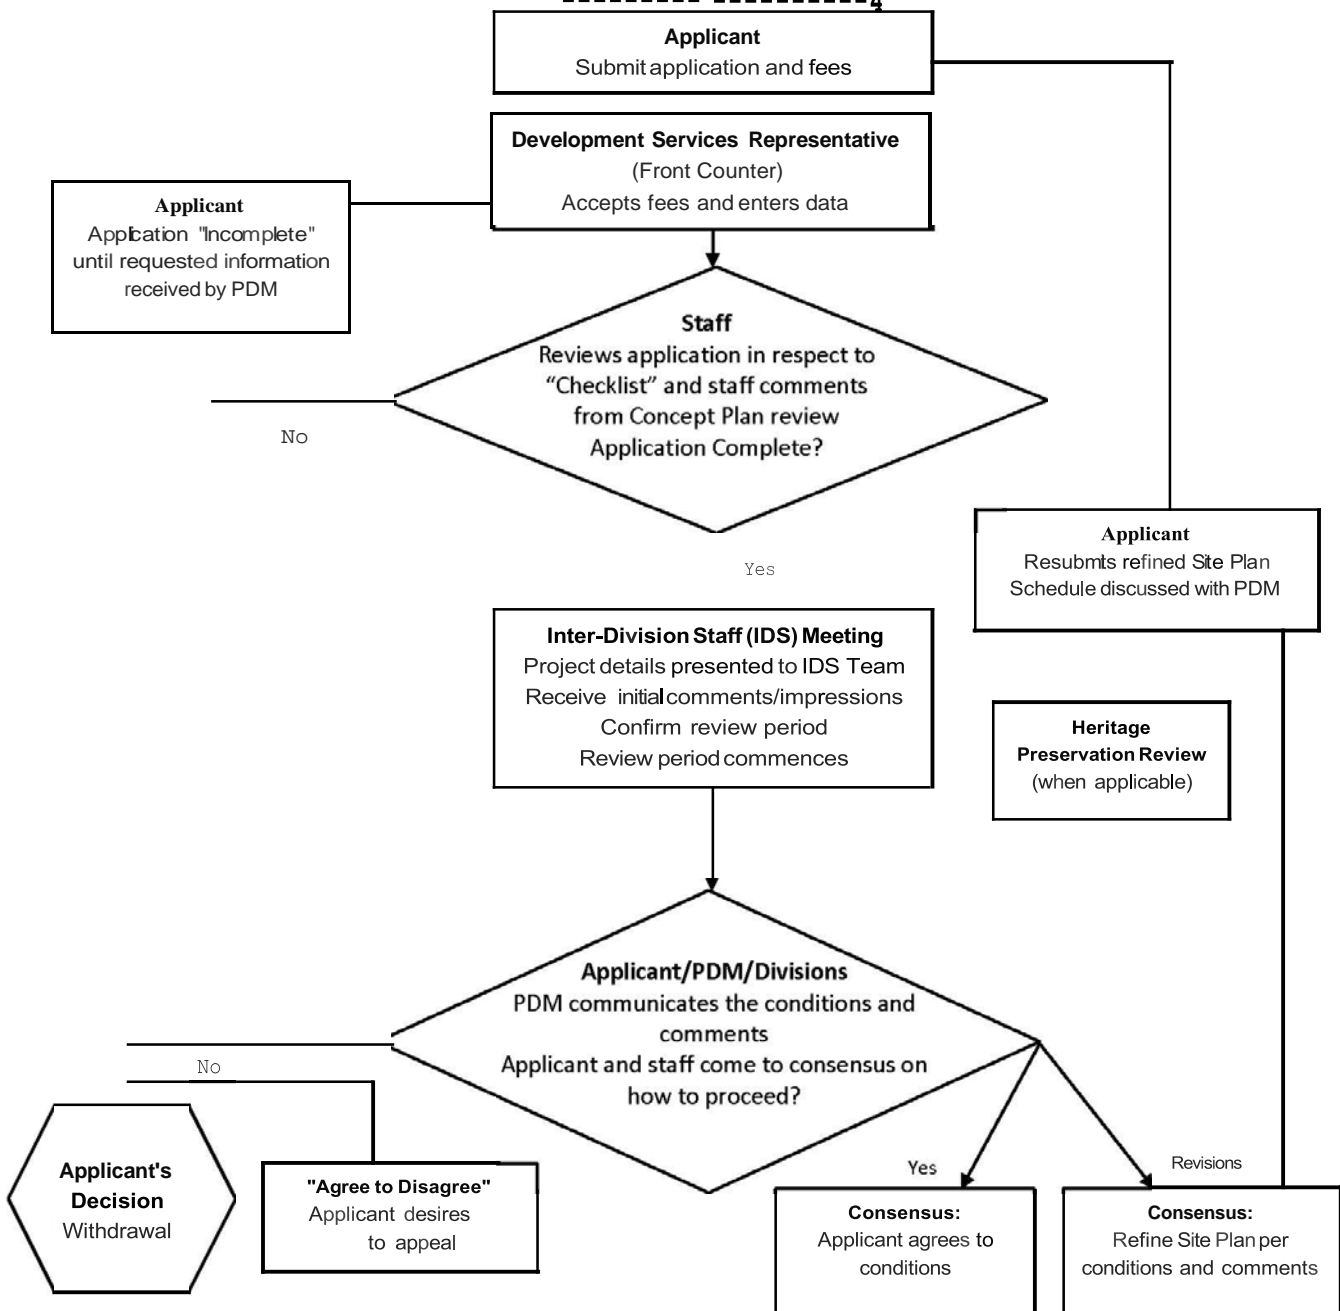 Applicant
Submit application and fees
Development Services Representative
(Front Counter)
Accepts fees and enters data
Applicant
Application "Incomplete"
until requested information
received by PDM
Staff
Reviews application in respect to
“Checklist” and staff comments
from Concept Plan review
Application Complete?
No
Yes
Applicant
Resubmts refined Site Plan
Schedule discussed with PDM
Inter-Division Staff (IDS) Meeting
Project details presented to IDS Team
Receive initial comments/impressions
Confirm review period
Review period commences
Heritage
Preservation Review
(when applicable)
Applicant/PDM/Divisions
PDM communicates the conditions and
comments
Applicant and staff come to consensus on
how to proceed?
No
Applicant's
Decision
Withdrawal
"Agree to Disagree"
Applicant desires
to appeal
Yes
Revisions
Consensus:
Applicant agrees to
conditions
Consensus:
Refine Site Plan per
conditions and comments